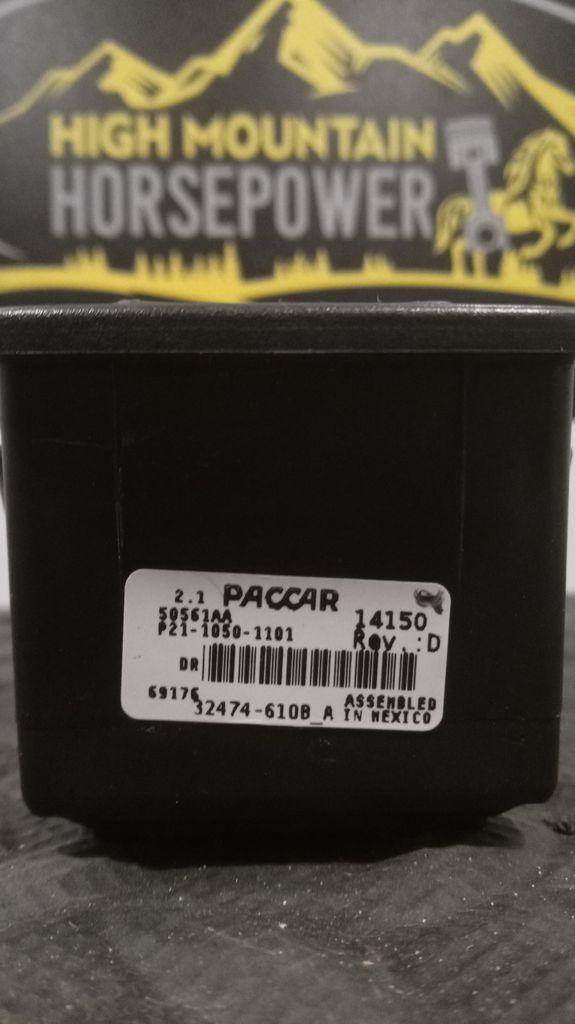 HIGH MOUNTAIN
HORSEPOWER
2.1 PACCAR
50561AA 14150
P21-1050-1101 Rev.:D
DR
69176 ASSEMBLED
32474-610B_A IN MEXICO